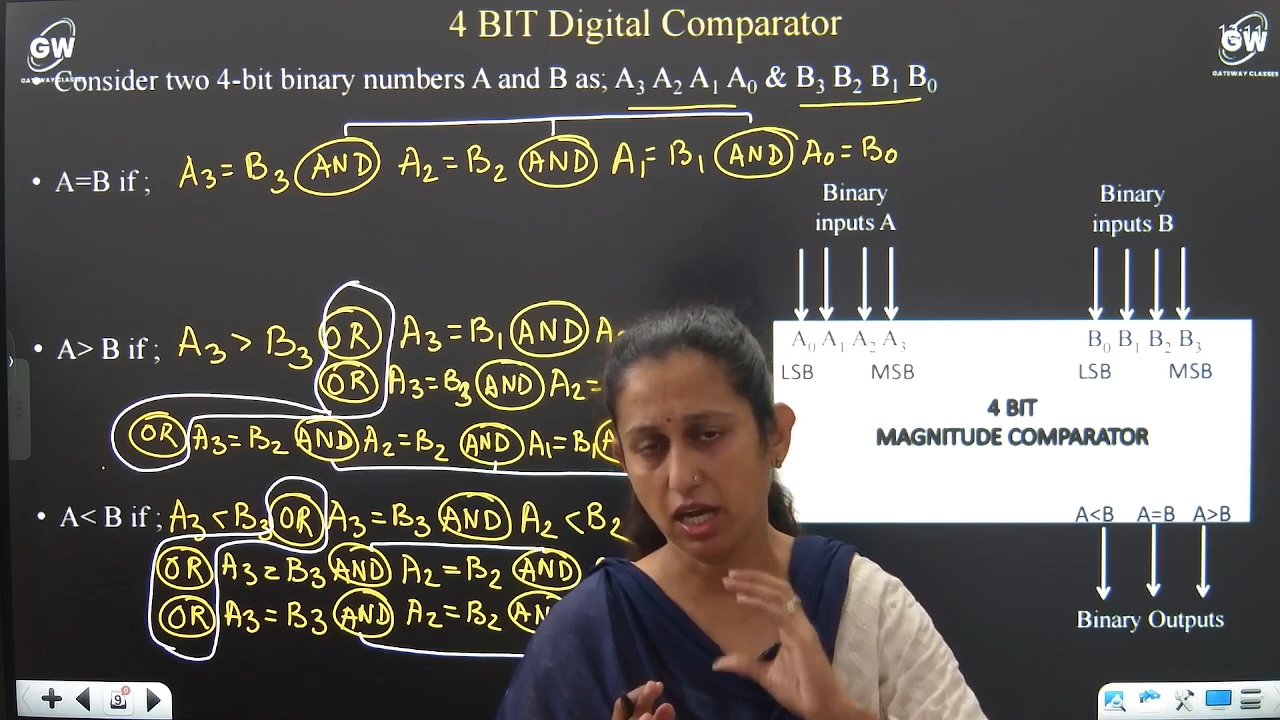 4 BIT Digital Comparator
GW
GATEWAY CLASSES
GW
GATEWAY CLASSES
• Consider two 4-bit binary numbers A and B as; A₃ A₂ A₁ A₀ & B₃ B₂ B₁ B₀
• A=B if ; A₃ = B₃ AND A₂ = B₂ AND A₁ = B₁ AND A₀ = B₀
• A> B if ; A₃ > B₃ OR A₃ = B₁ AND
OR A₃ = B₃ AND A₂ =
OR A₃ = B₂ AND A₂ = B₂ AND A₁ = B₁
• A< B if ; A₃ < B₃ OR A₃ = B₃ AND A₂ < B₂
OR A₃ = B₃ AND A₂ = B₂ AND
OR A₃ = B₃ AND A₂ = B₂
Binary inputs A
Binary inputs B
A₀ A₁ A₂ A₃
LSB MSB
B₀ B₁ B₂ B₃
LSB MSB
4 BIT
MAGNITUDE COMPARATOR
A<B A=B A>B
Binary Outputs
9